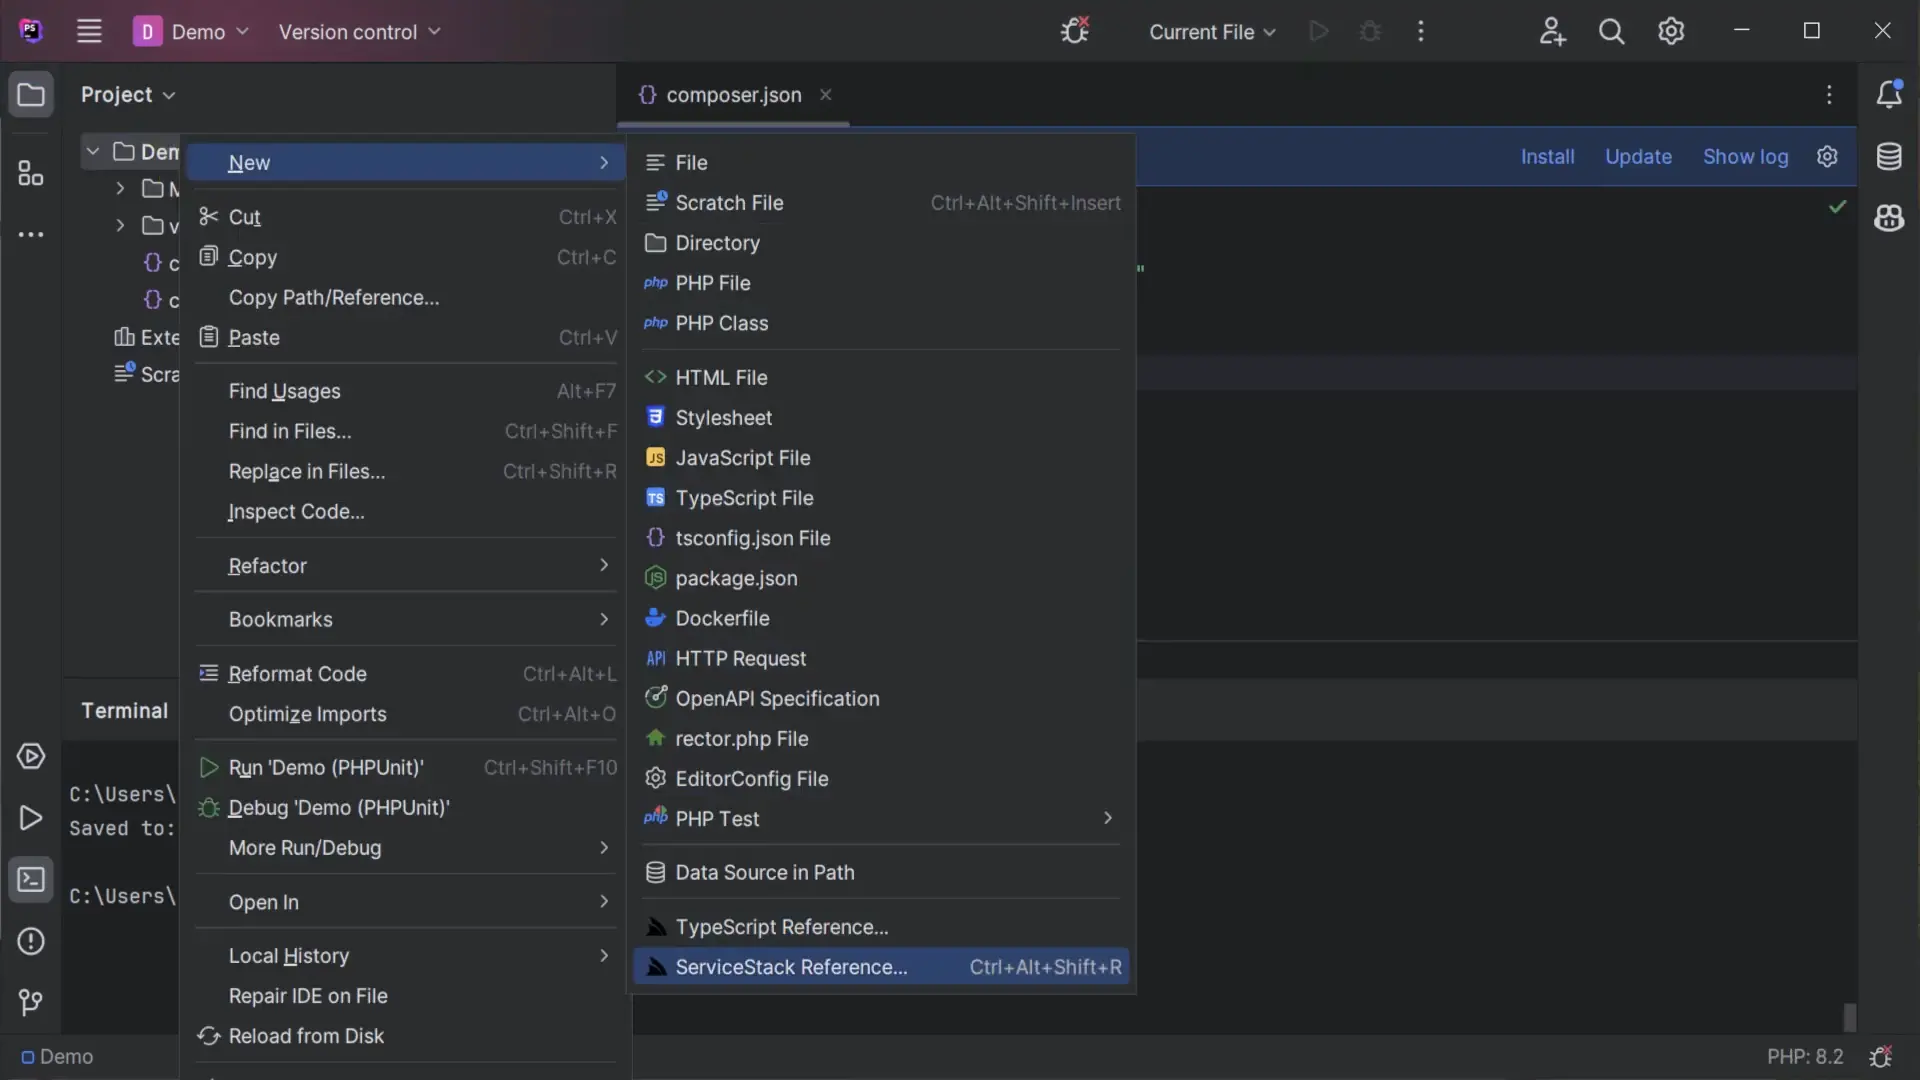 PS
D Demo
Version control
Current File
Project
composer.json
Dem
New
File
Install
Update
Show log
Cut Ctrl+X
Scratch File Ctrl+Alt+Shift+Insert
Copy Ctrl+C
Directory
Copy Path/Reference...
PHP File
"
Paste Ctrl+V
PHP Class
Exte
Scra
Find Usages Alt+F7
HTML File
Find in Files... Ctrl+Shift+F
Stylesheet
Replace in Files... Ctrl+Shift+R
JavaScript File
Inspect Code...
TypeScript File
tsconfig.json File
Refactor
package.json
Bookmarks
Dockerfile
Reformat Code Ctrl+Alt+L
HTTP Request
Optimize Imports Ctrl+Alt+O
OpenAPI Specification
Terminal
rector.php File
Run 'Demo (PHPUnit)' Ctrl+Shift+F10
EditorConfig File
C:\Users\
Debug 'Demo (PHPUnit)'
PHP Test
Saved to:
More Run/Debug
Data Source in Path
C:\Users\
Open In
TypeScript Reference...
Local History
ServiceStack Reference... Ctrl+Alt+Shift+R
Repair IDE on File
Reload from Disk
Demo
PHP: 8.2